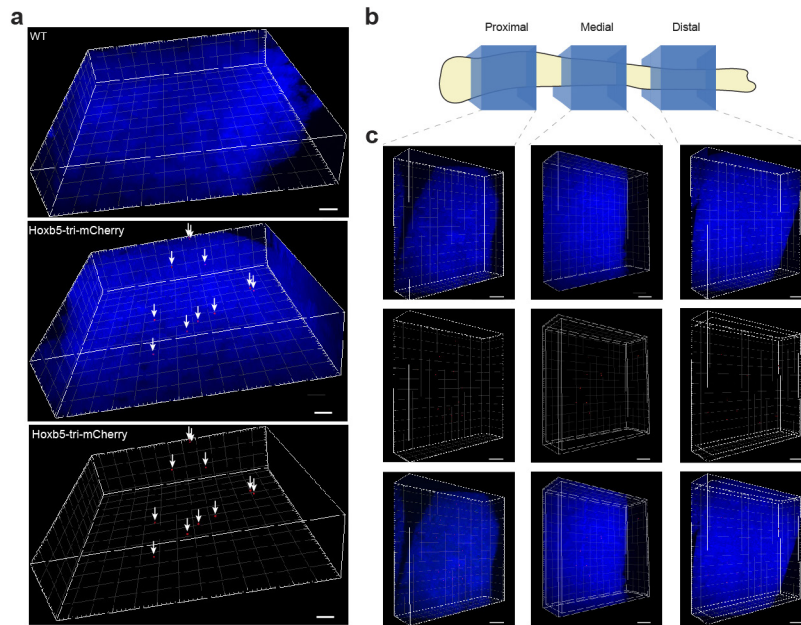 a
WT
Hoxb5-tri-mCherry
Hoxb5-tri-mCherry
b
Proximal Medial Distal
c